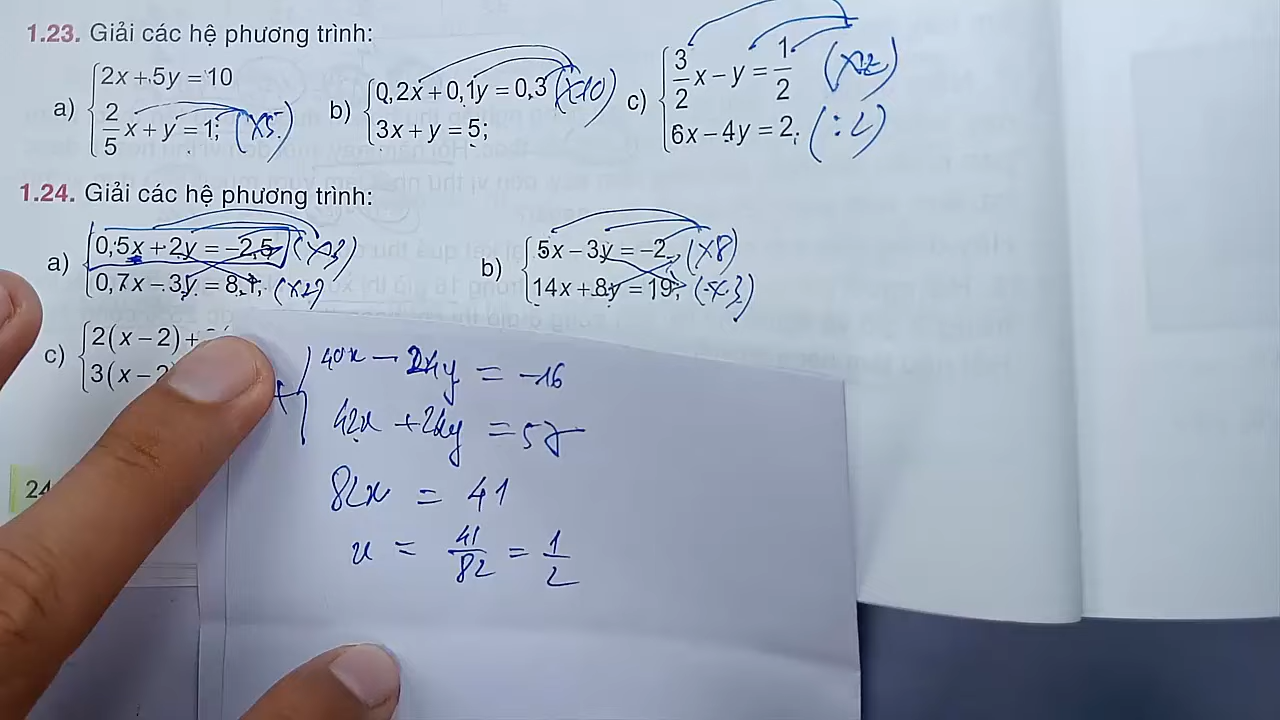 1.23. Giải các hệ phương trình:
a) { 2x + 5y = 10
2/5 x + y = 1; (x5)
b) { 0,2x + 0,1y = 0,3 (x10)
3x + y = 5;
c) { 3/2 x − y = 1/2 (x2)
6x − 4y = 2. (:2)
1.24. Giải các hệ phương trình:
a) { 0,5x + 2y = −2,5 (x3)
0,7x − 3y = 8,1; (x2)
b) { 5x − 3y = −2 (x8)
14x + 8y = 19; (x3)
c) { 2(x − 2) +
3(x − 2
+ { 40x − 24y = −16
42x + 24y = 57
82x = 41
x = 41/82 = 1/2
24